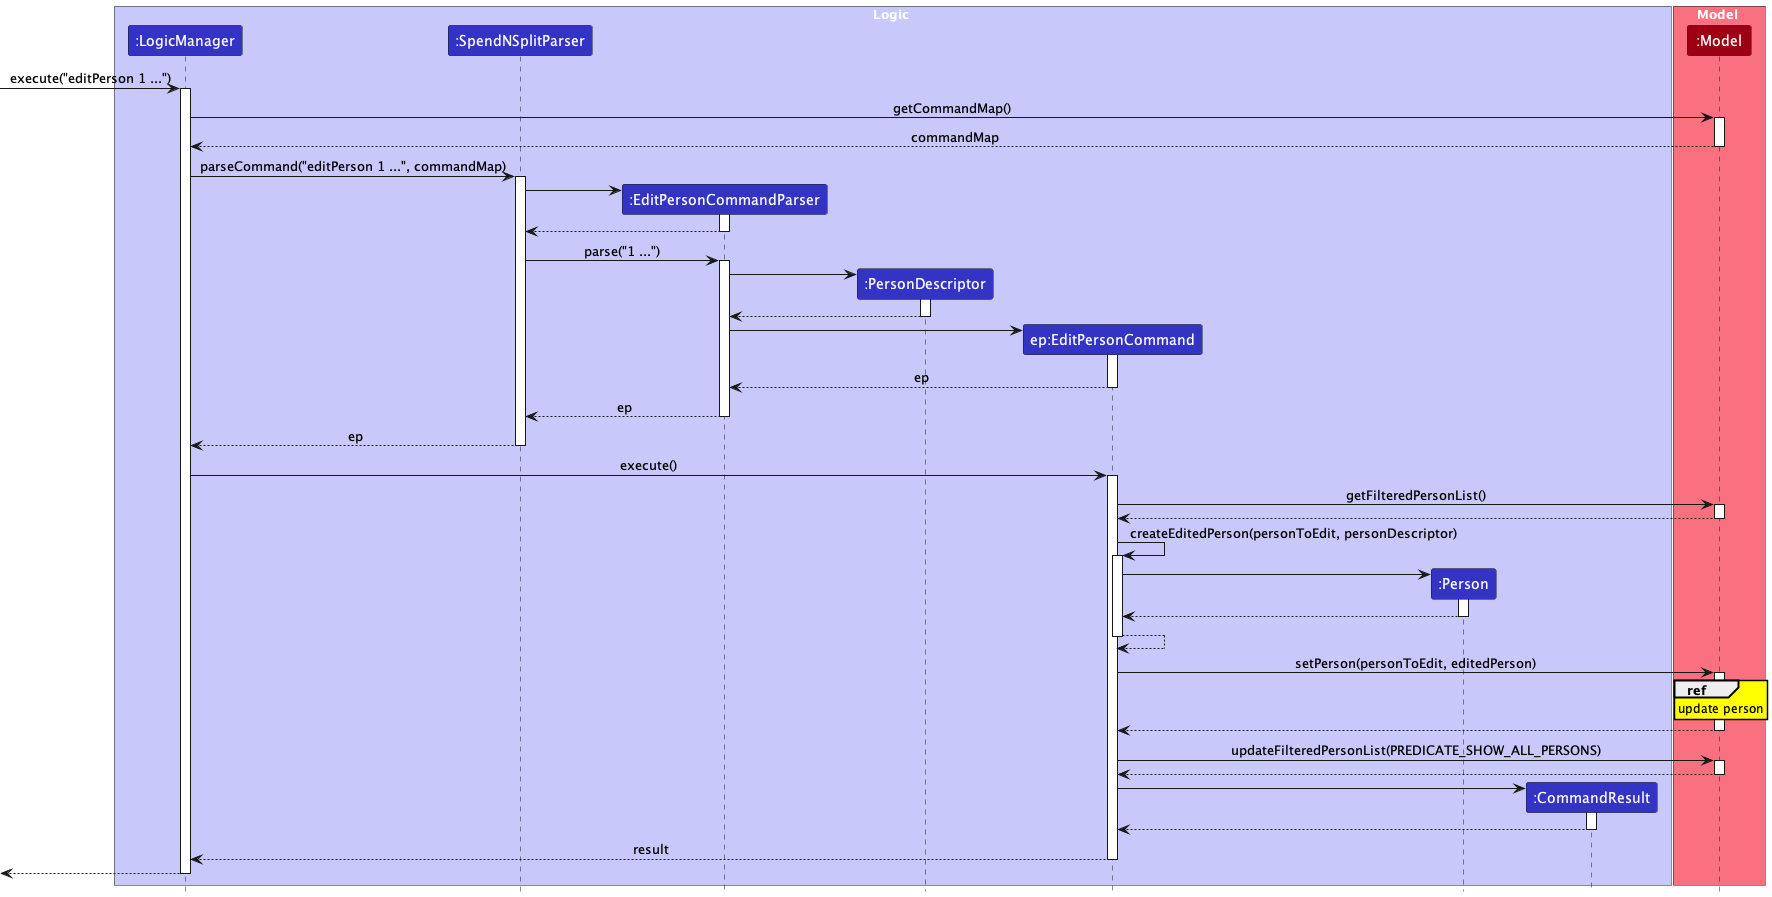 Logic
Model
:LogicManager
:SpendNSplitParser
:Model
execute("editPerson 1 ...")
getCommandMap()
commandMap
parseCommand("editPerson 1 ...", commandMap)
:EditPersonCommandParser
parse("1 ...")
:PersonDescriptor
ep:EditPersonCommand
ep
ep
ep
execute()
getFilteredPersonList()
createEditedPerson(personToEdit, personDescriptor)
:Person
setPerson(personToEdit, editedPerson)
ref
update person
updateFilteredPersonList(PREDICATE_SHOW_ALL_PERSONS)
:CommandResult
result